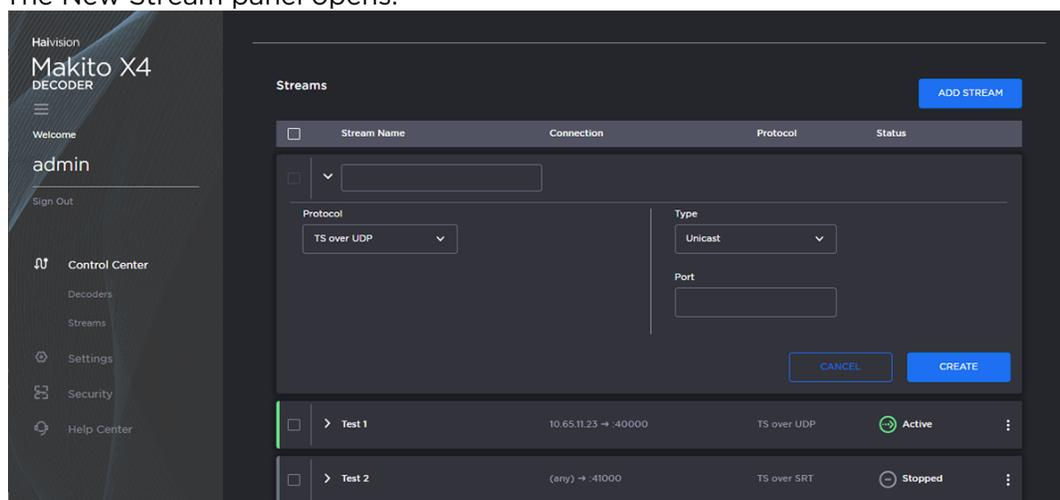 The New Stream panel opens.
Haivision
Makito X4
DECODER
Welcome
admin
Sign Out
Control Center
Decoders
Streams
Settings
Security
Help Center
Streams
ADD STREAM
Stream Name Connection Protocol Status
Protocol
TS over UDP
Type
Unicast
Port
CANCEL
CREATE
Test 1 10.65.11.23 → :40000 TS over UDP Active
Test 2 (any) → :41000 TS over SRT Stopped